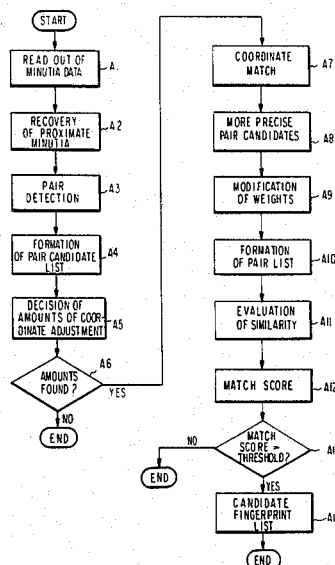 START
READ OUT OF
MINUTIA DATA
A
RECOVERY
OF PROXIMATE
MINUTIA
A2
PAIR
DETECTION
A3
FORMATION
OF PAIR CANDIDATE
LIST
A4
DECISION OF
AMOUNTS OF COOR-
DINATE ADJUSTMENT
A5
A6
AMOUNTS
FOUND?
YES
NO
END
COORDINATE
MATCH
A7
MORE PRECISE
PAIR CANDIDATES
A8
MODIFICATION
OF WEIGHTS
A9
FORMATION
OF PAIR LIST
A10
EVALUATION
OF SIMILARITY
A11
MATCH SCORE
A12
MATCH
SCORE
THRESHOLD?
A1
NO
END
YES
CANDIDATE
FINGERPRINT
LIST
A1
END